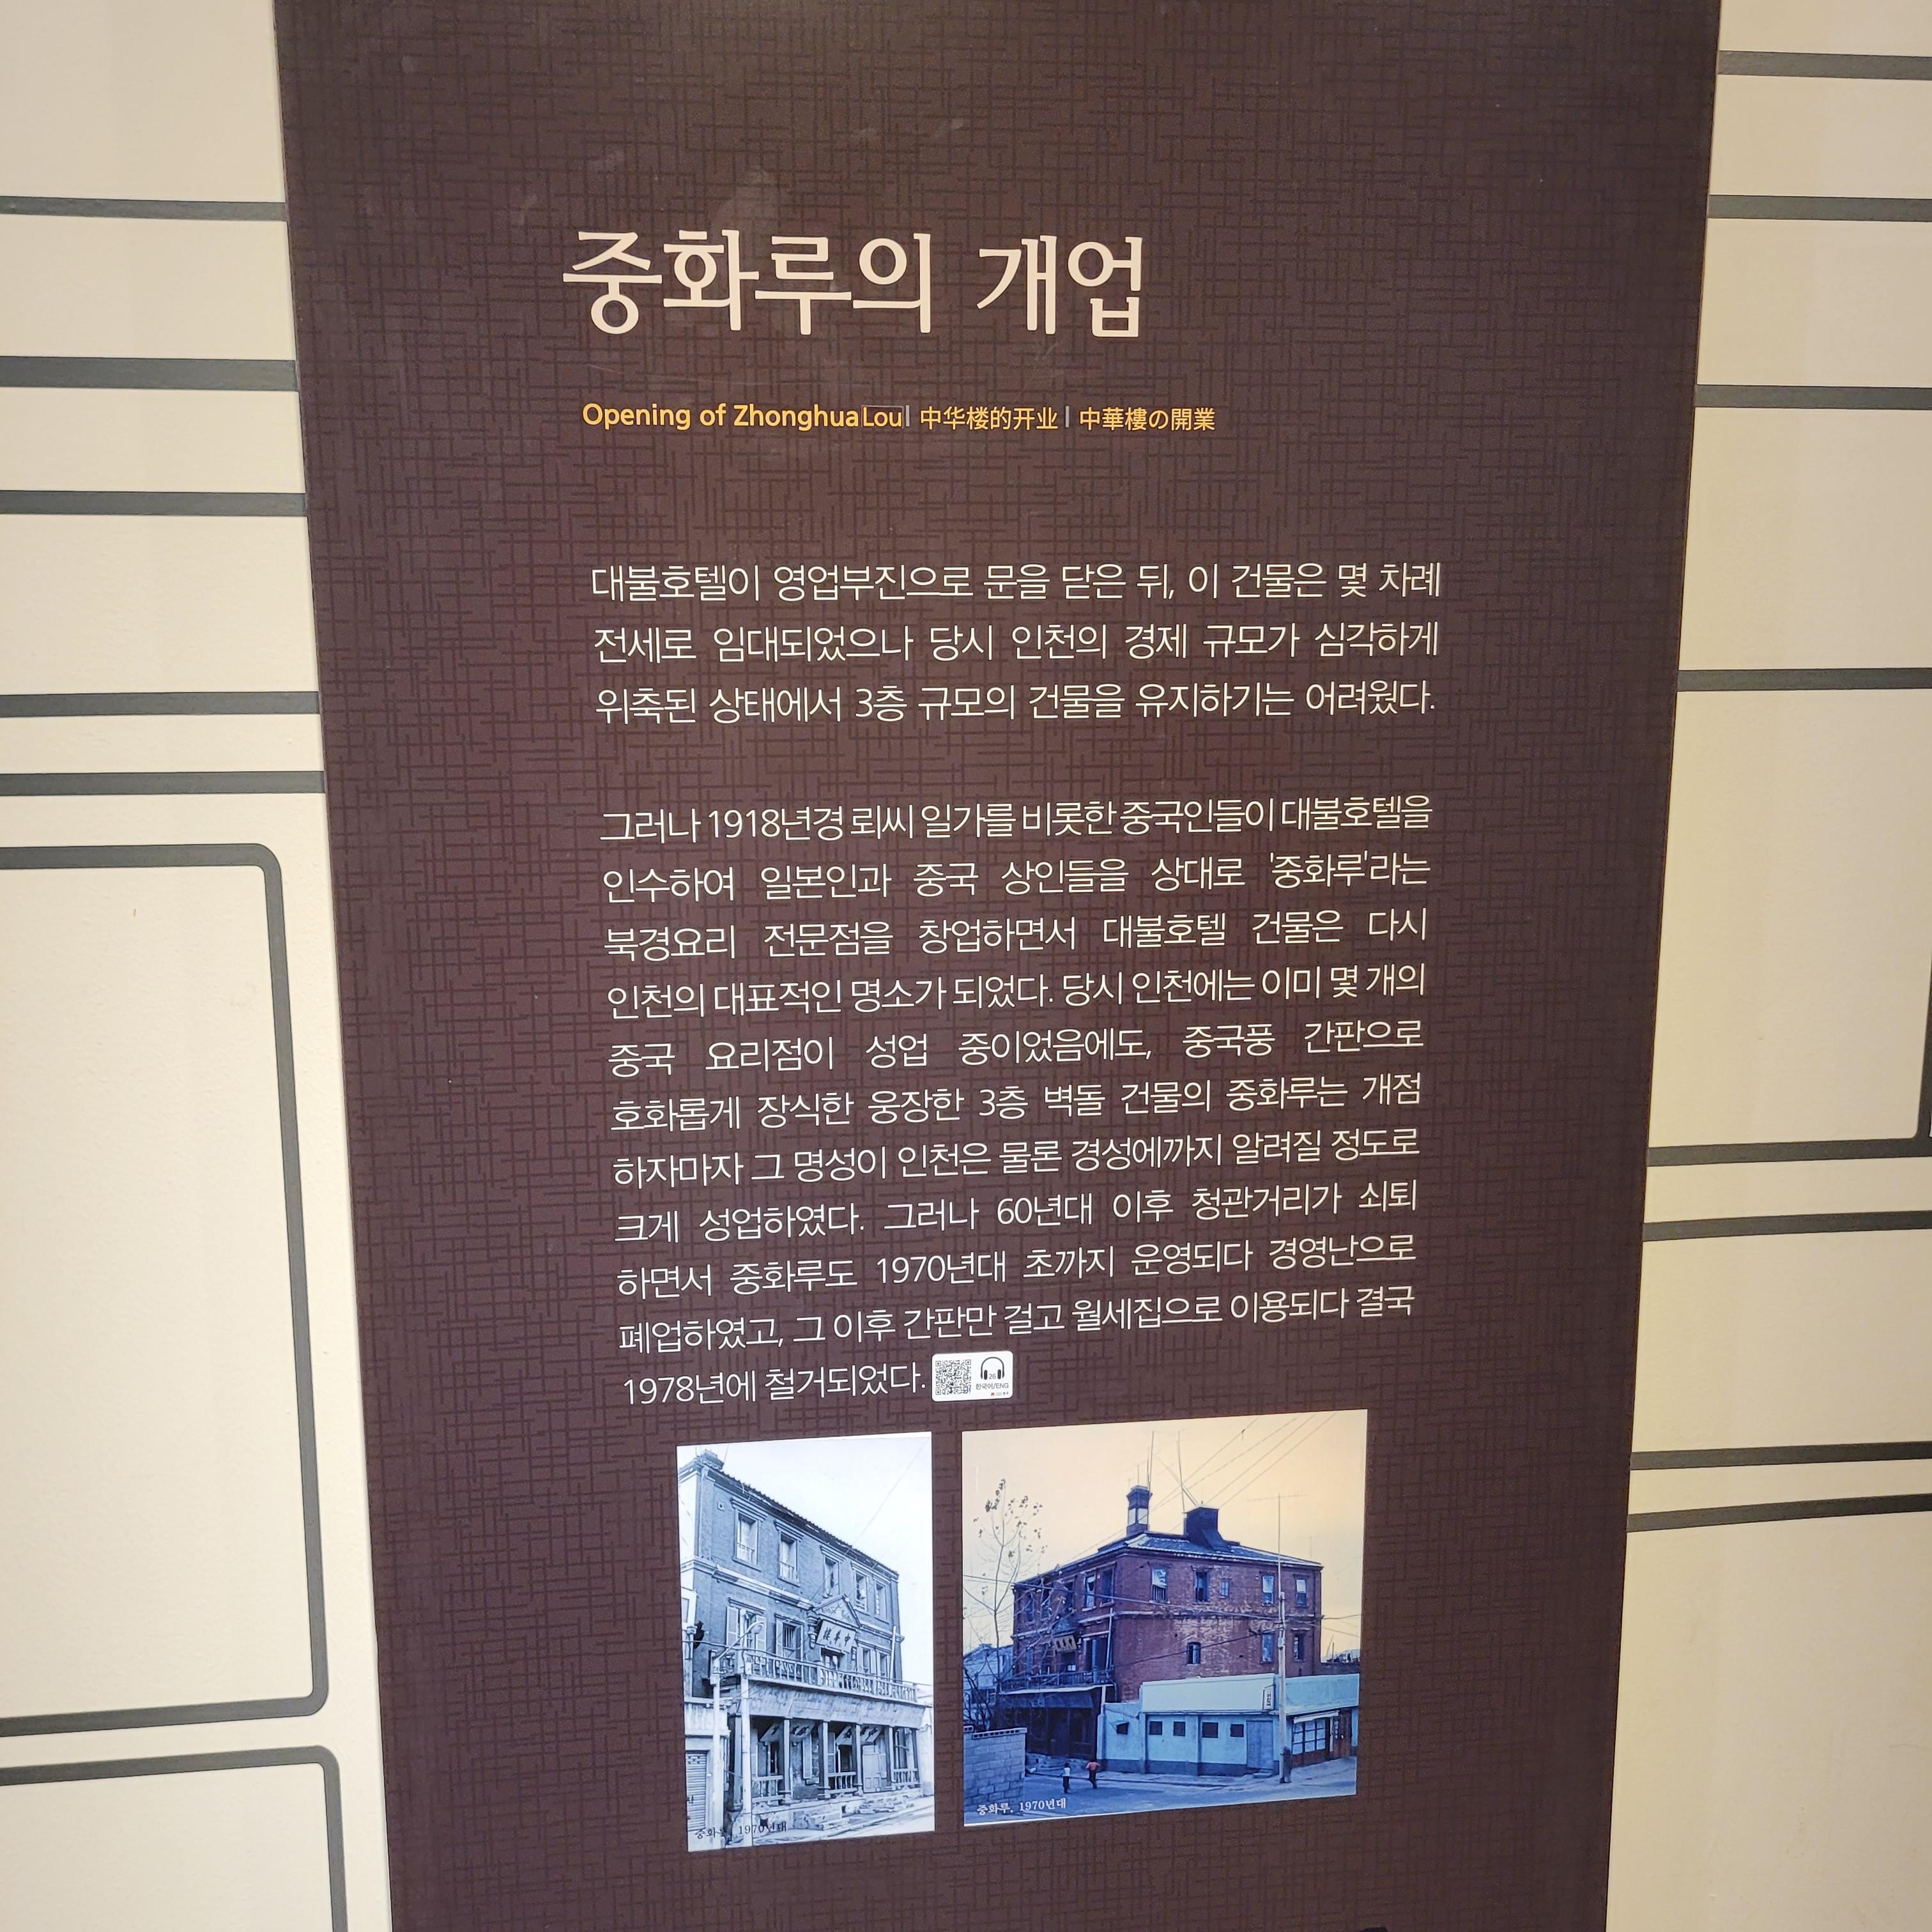 중화루의 개업
Opening of Zhonghua Lou | 中华楼的开业 | 中華樓の開業
대불호텔이 영업부진으로 문을 닫은 뒤, 이 건물은 몇 차례
전세로 임대되었으나 당시 인천의 경제 규모가 심각하게
위축된 상태에서 3층 규모의 건물을 유지하기는 어려웠다.
그러나 1918년경 뢰씨 일가를 비롯한 중국인들이 대불호텔을
인수하여 일본인과 중국 상인들을 상대로 '중화루'라는
북경요리 전문점을 창업하면서 대불호텔 건물은 다시
인천의 대표적인 명소가 되었다. 당시 인천에는 이미 몇 개의
중국 요리점이 성업 중이었음에도, 중국풍 간판으로
호화롭게 장식한 웅장한 3층 벽돌 건물의 중화루는 개점
하자마자 그 명성이 인천은 물론 경성에까지 알려질 정도로
크게 성업하였다. 그러나 60년대 이후 청관거리가 쇠퇴
하면서 중화루도 1970년대 초까지 운영되다 경영난으로
폐업하였고, 그 이후 간판만 걸고 월세집으로 이용되다 결국
1978년에 철거되었다.
26
한국어/ENG
중화루, 1970년대
중화루, 1970년대